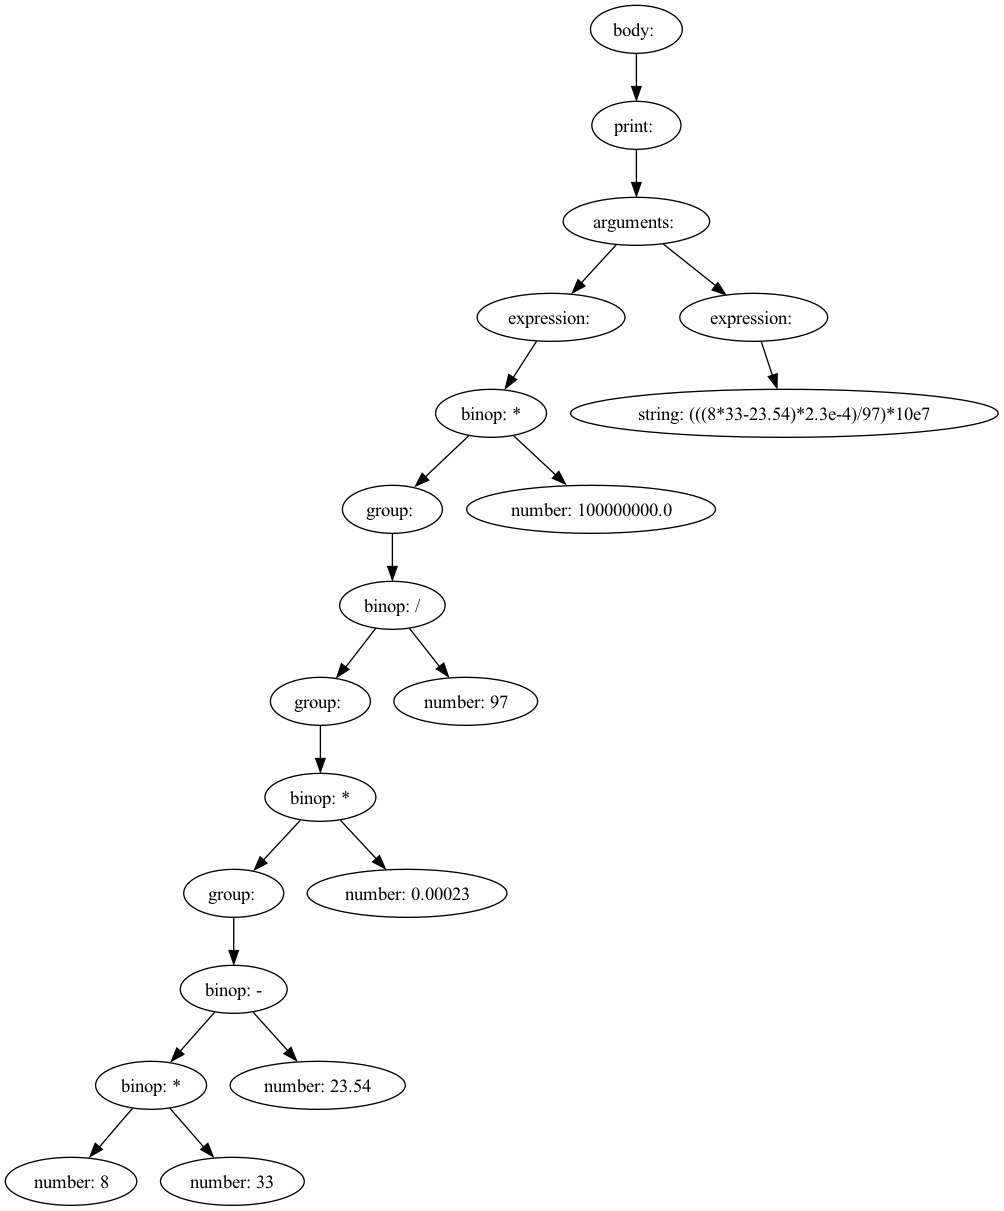 body:
print:
arguments:
expression:
expression:
binop: *
string: (((8*33-23.54)*2.3e-4)/97)*10e7
group:
number: 100000000.0
binop: /
group:
number: 97
binop: *
group:
number: 0.00023
binop: -
binop: *
number: 23.54
number: 8
number: 33